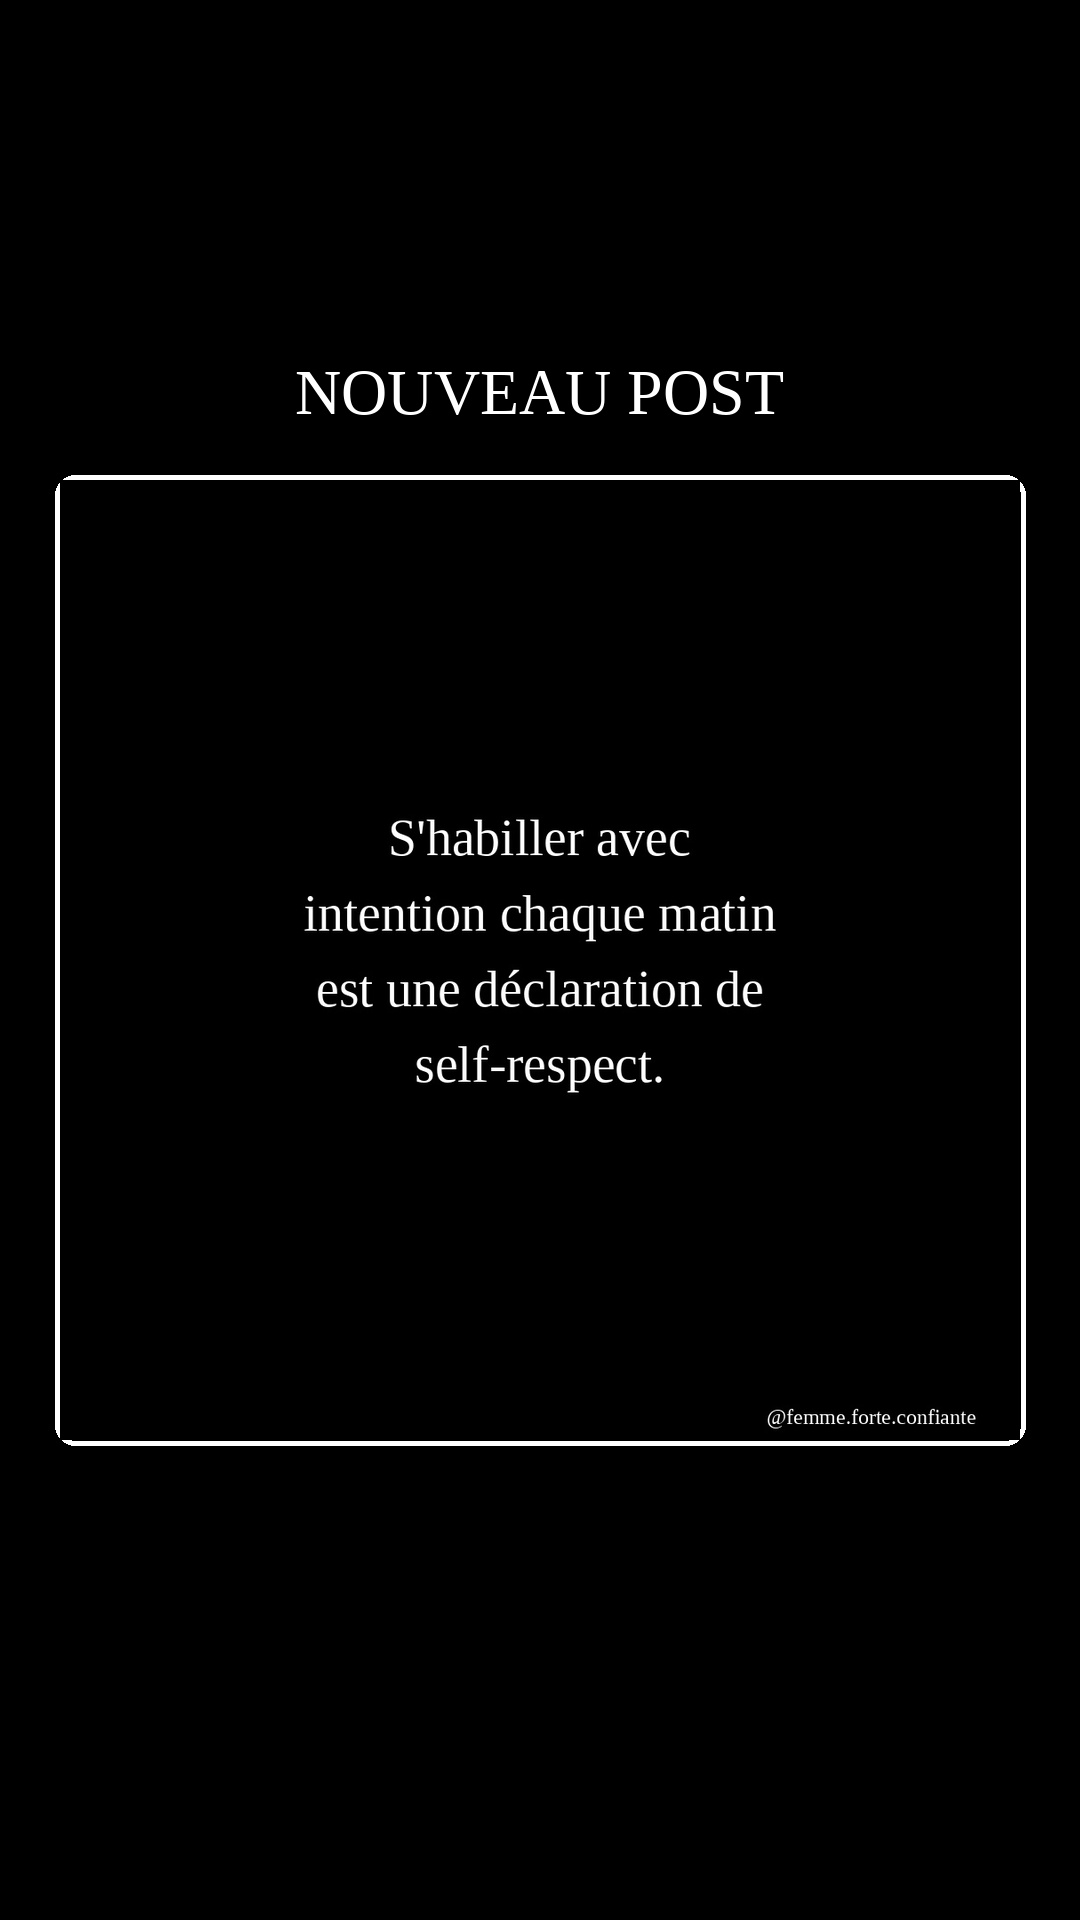 NOUVEAU POST
S'habiller avec
intention chaque matin
est une déclaration de
self-respect.
@femme.forte.confiante